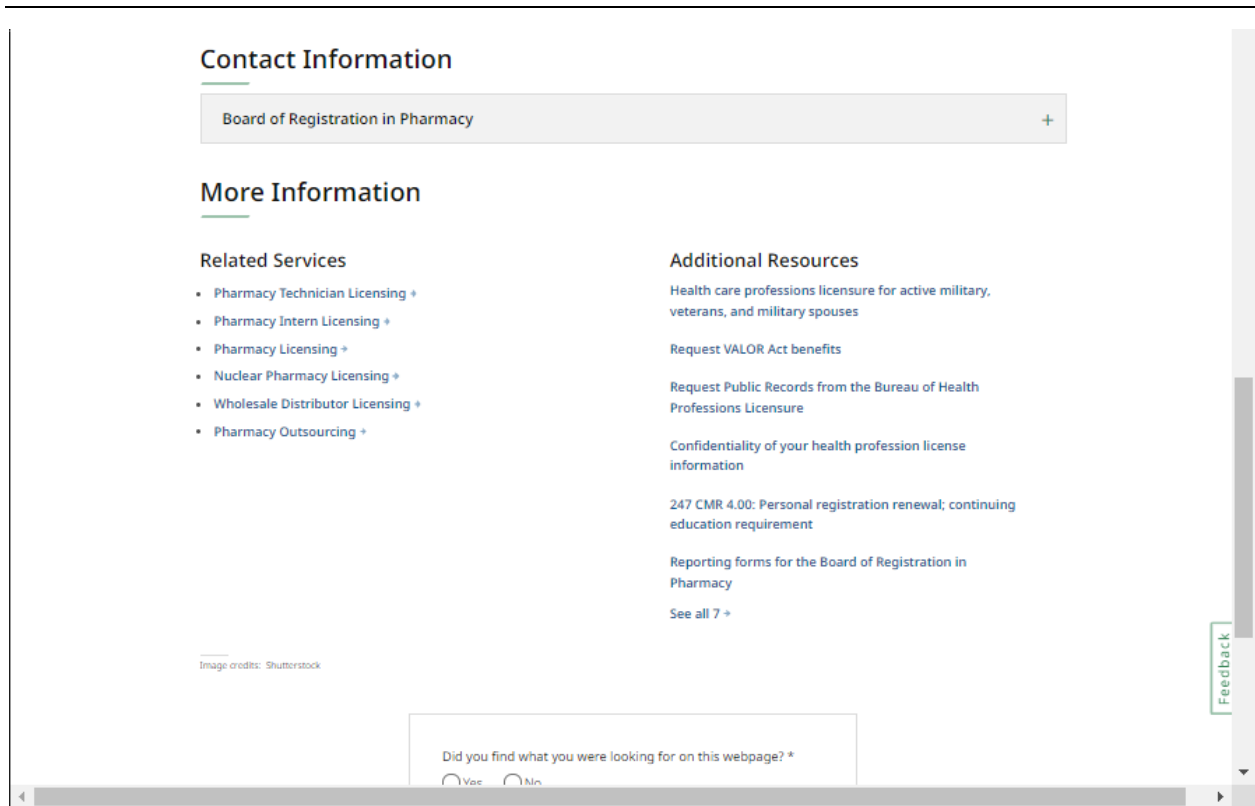 Contact Information
Board of Registration in Pharmacy +
More Information
Related Services
Pharmacy Technician Licensing
Pharmacy Intern Licensing
Pharmacy Licensing
Nuclear Pharmacy Licensing
Wholesale Distributor Licensing
Pharmacy Outsourcing
Additional Resources
Health care professions licensure for active military,
veterans, and military spouses
Request VALOR Act benefits
Request Public Records from the Bureau of Health
Professions Licensure
Confidentiality of your health profession license
information
247 CMR 4.00: Personal registration renewal; continuing
education requirement
Reporting forms for the Board of Registration in
Pharmacy
See all 7
Feedback
Image credits: Shutterstock
Did you find what you were looking for on this webpage? *
Yes No